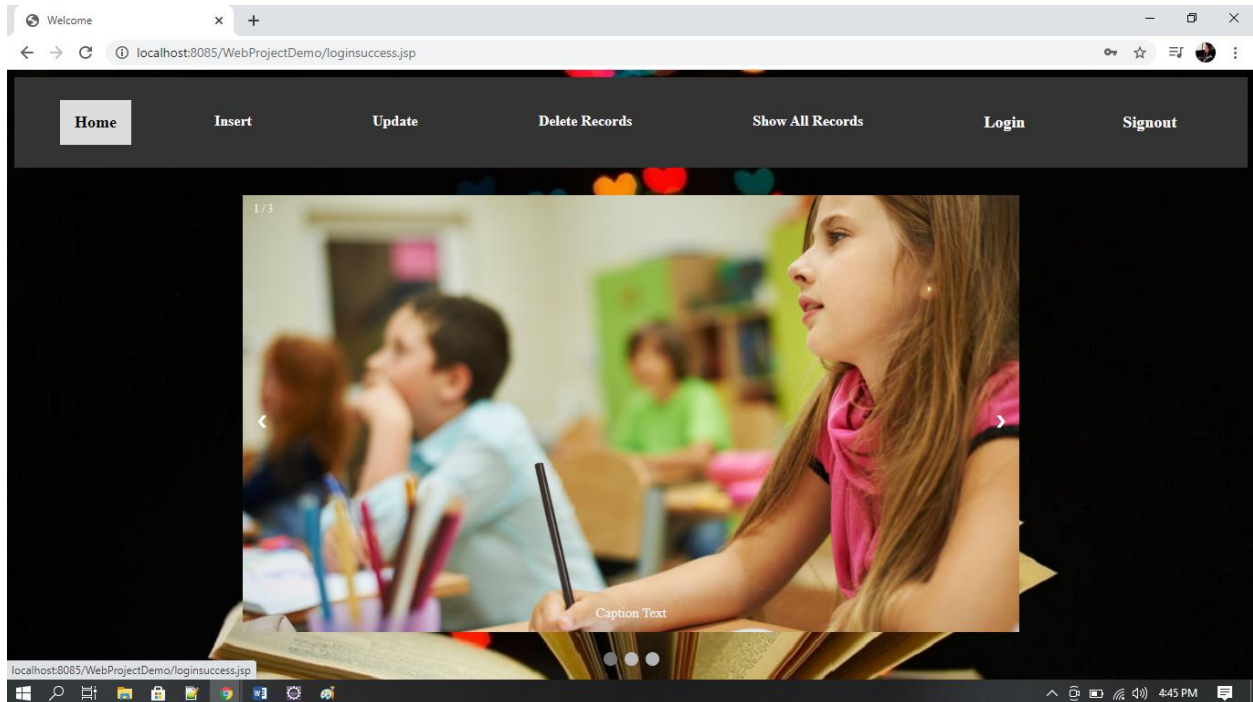 Welcome
localhost:8085/WebProjectDemo/loginsuccess.jsp
Home Insert Update Delete Records Show All Records Login Signout
1 / 3
Caption Text
localhost:8085/WebProjectDemo/loginsuccess.jsp
4:45 PM